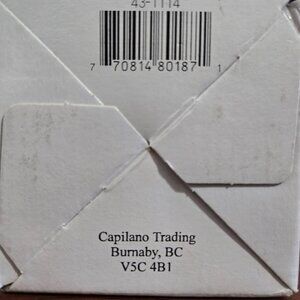 43-1114
7 70814 80187 1
Capilano Trading
Burnaby, BC
V5C 4B1